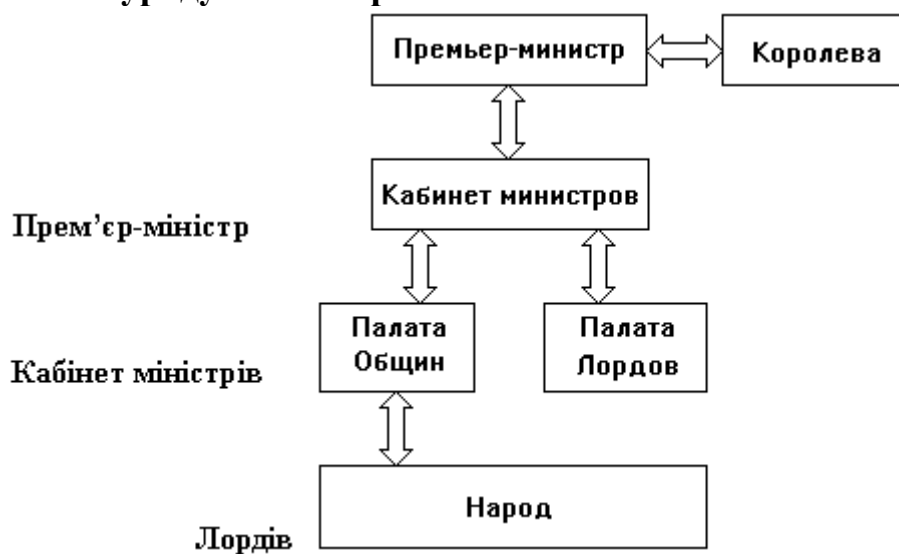 Премьер-министр
Королева
Кабинет министров
Прем’єр-міністр
Палата
Общин
Палата
Лордов
Кабінет міністрів
Народ
Лордів